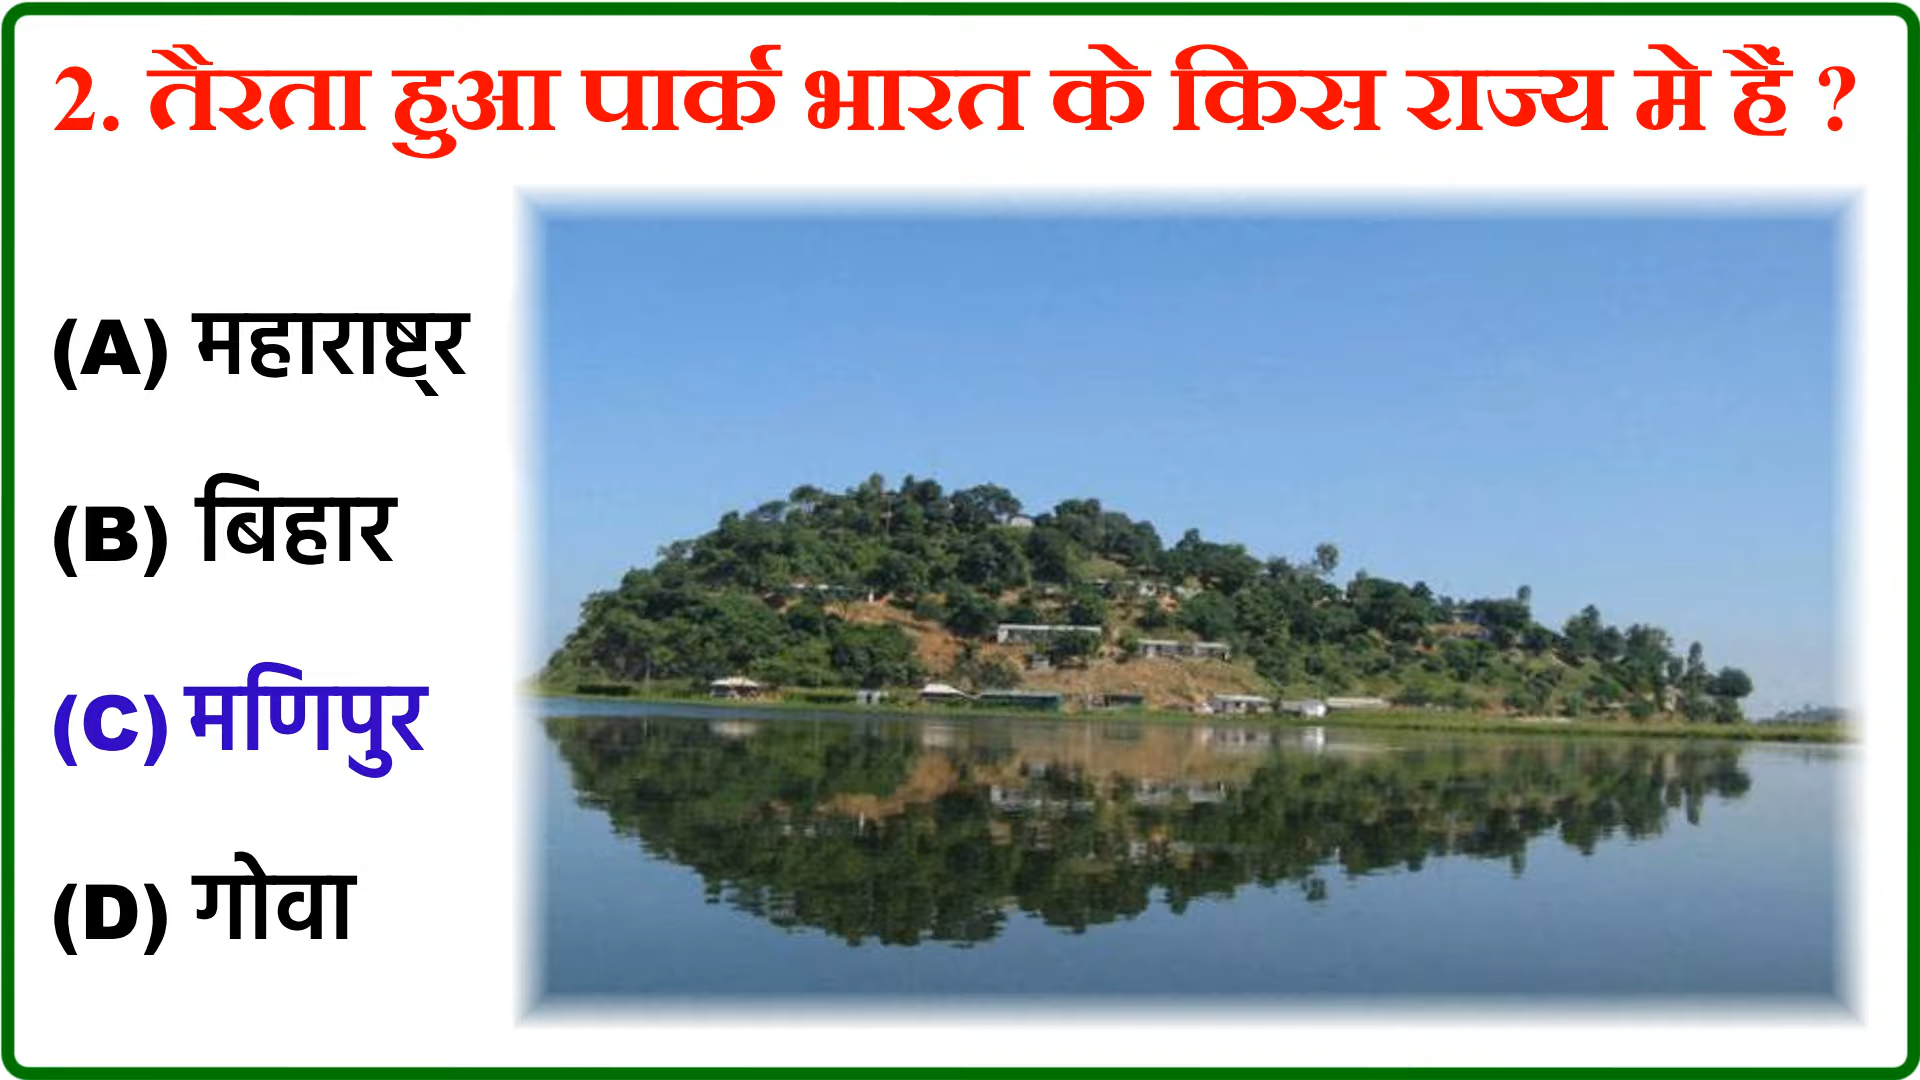 2. तैरता हुआ पार्क भारत के किस राज्य मे हैं ?
(A) महाराष्ट्र
(B) बिहार
(C) मणिपुर
(D) गोवा